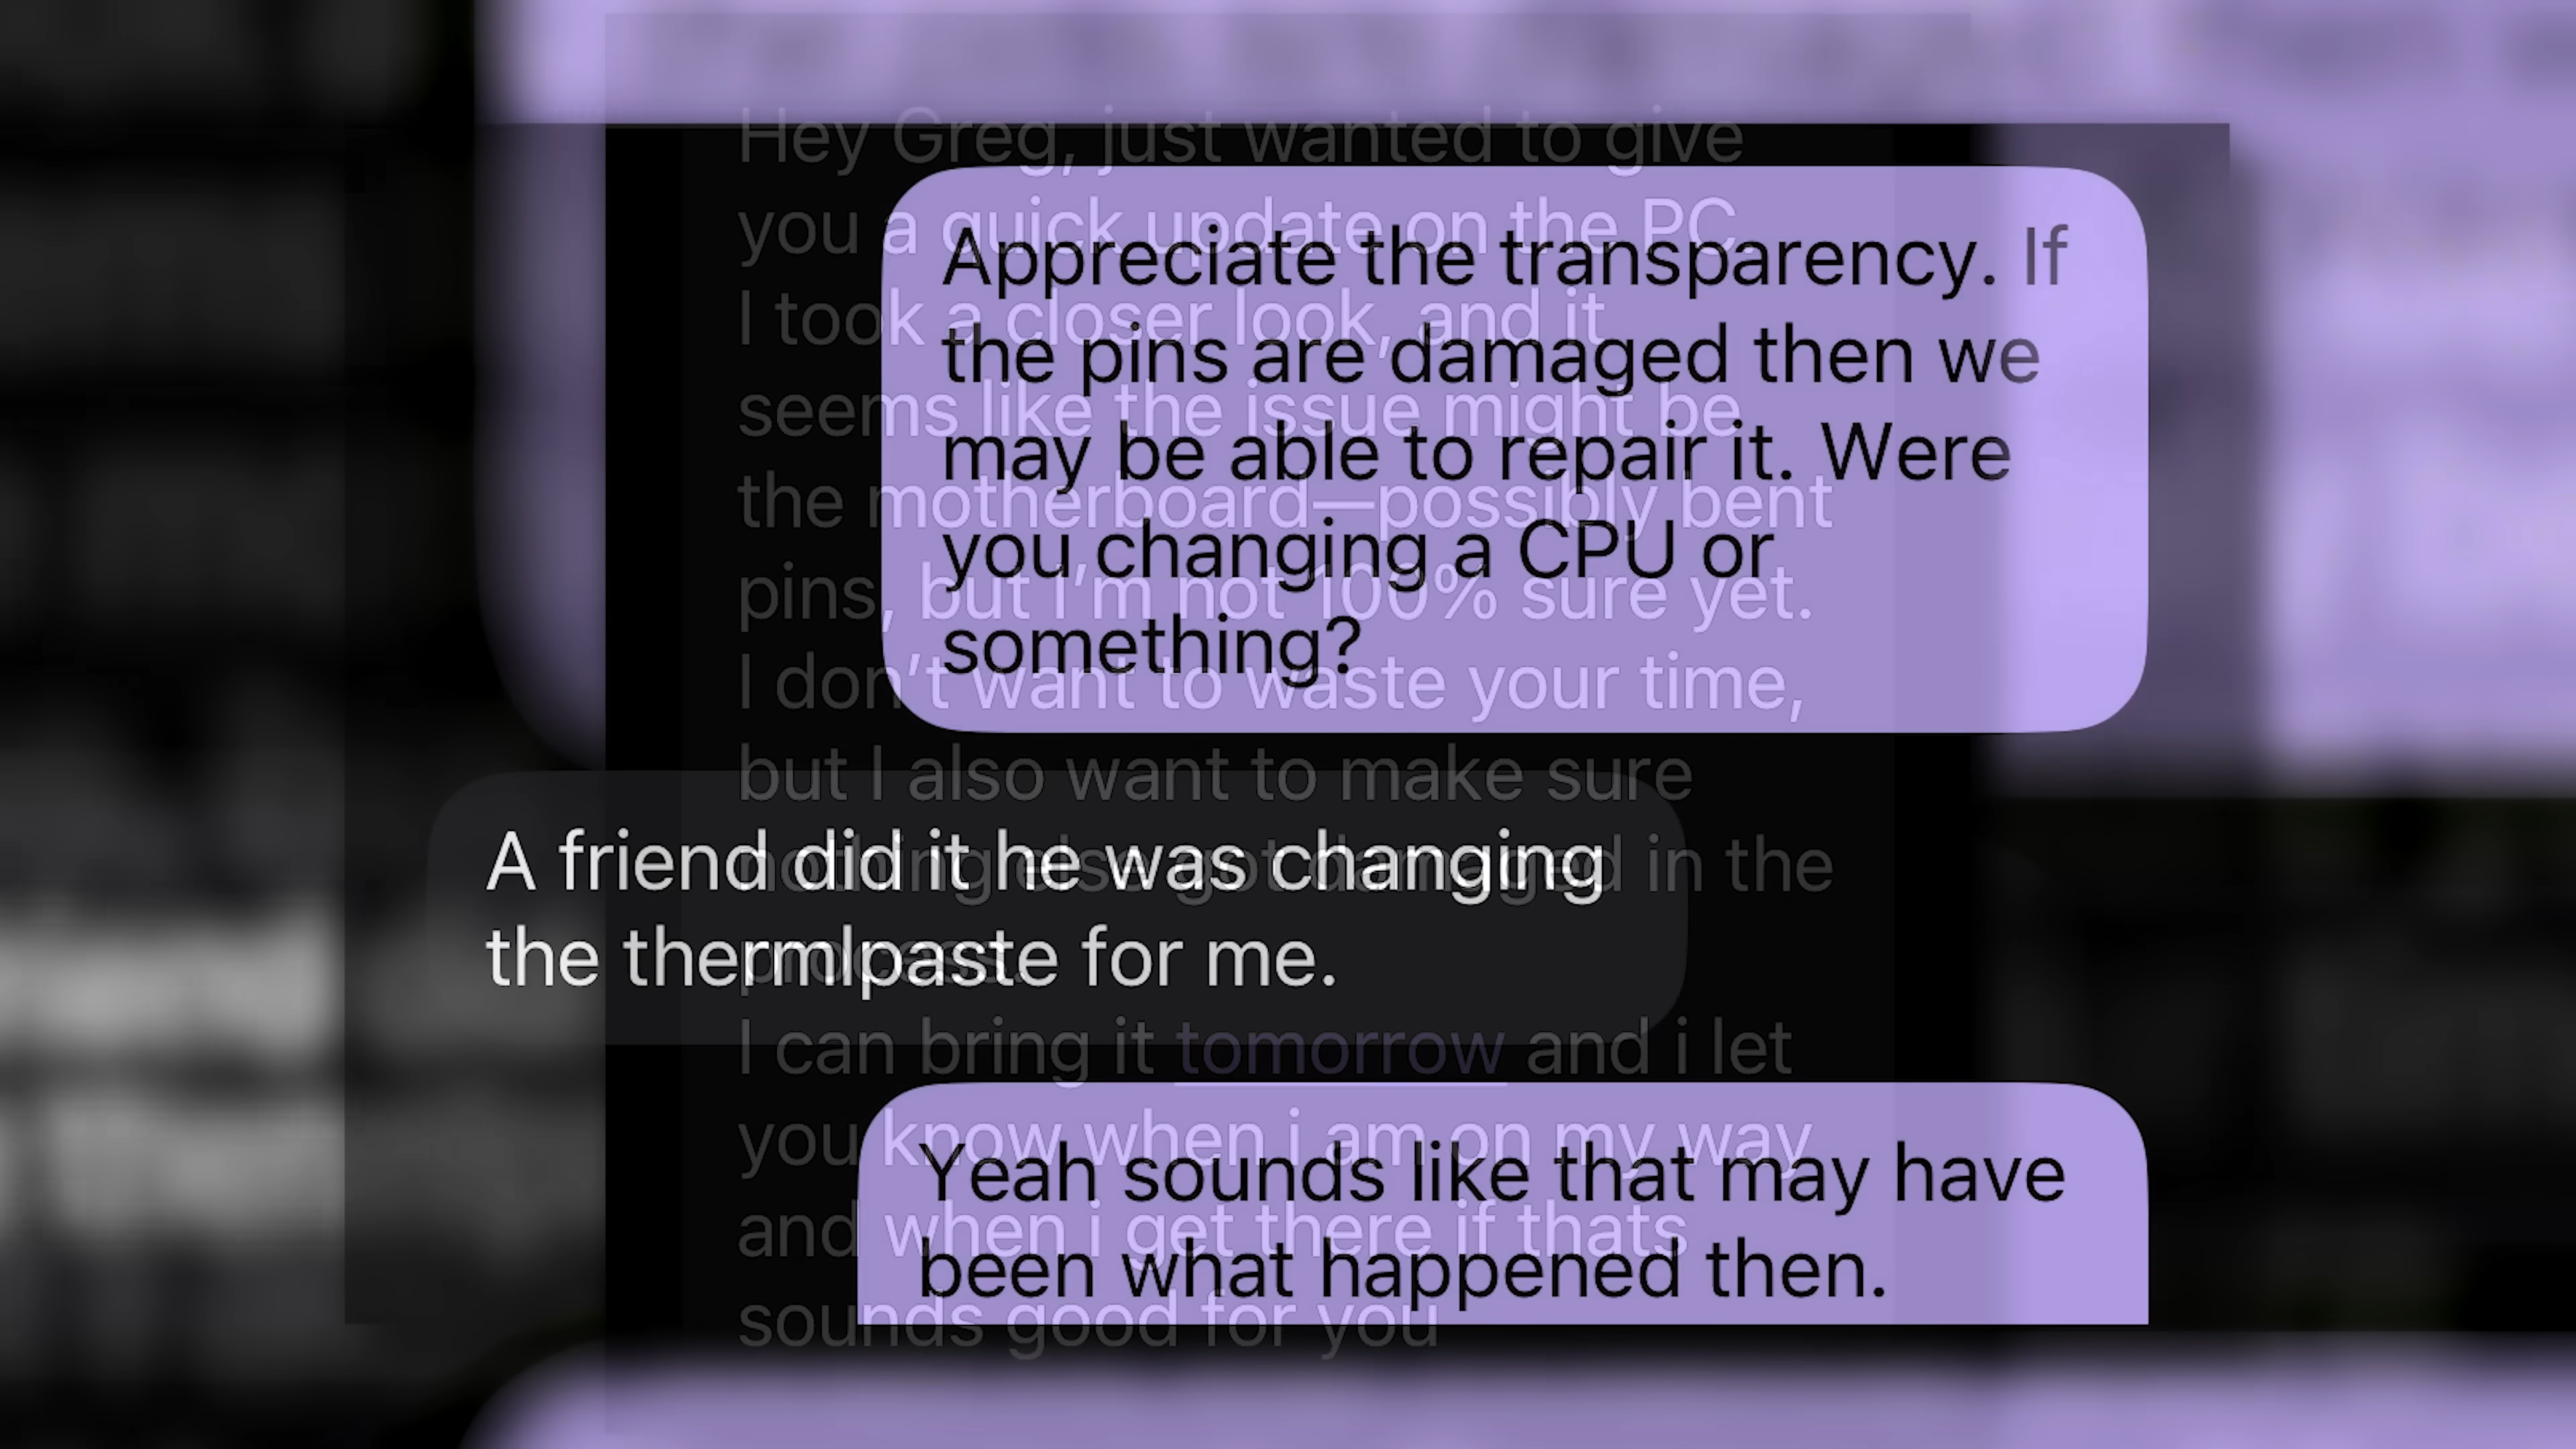 Hey Greg, just wanted to give
you a quick update on the PC.
I took a closer look, and it
seems like the issue might be
the motherboard—possibly bent
pins, but I’m not 100% sure yet.
I don’t want to waste your time,
but I also want to make sure
nothing else got damaged in the
process.
I can bring it tomorrow and i let
you know when i am on my way
and when i get there if thats
sounds good for you
Appreciate the transparency. If
the pins are damaged then we
may be able to repair it. Were
you changing a CPU or
something?
A friend did it he was changing
the thermlpaste for me.
Yeah sounds like that may have
been what happened then.